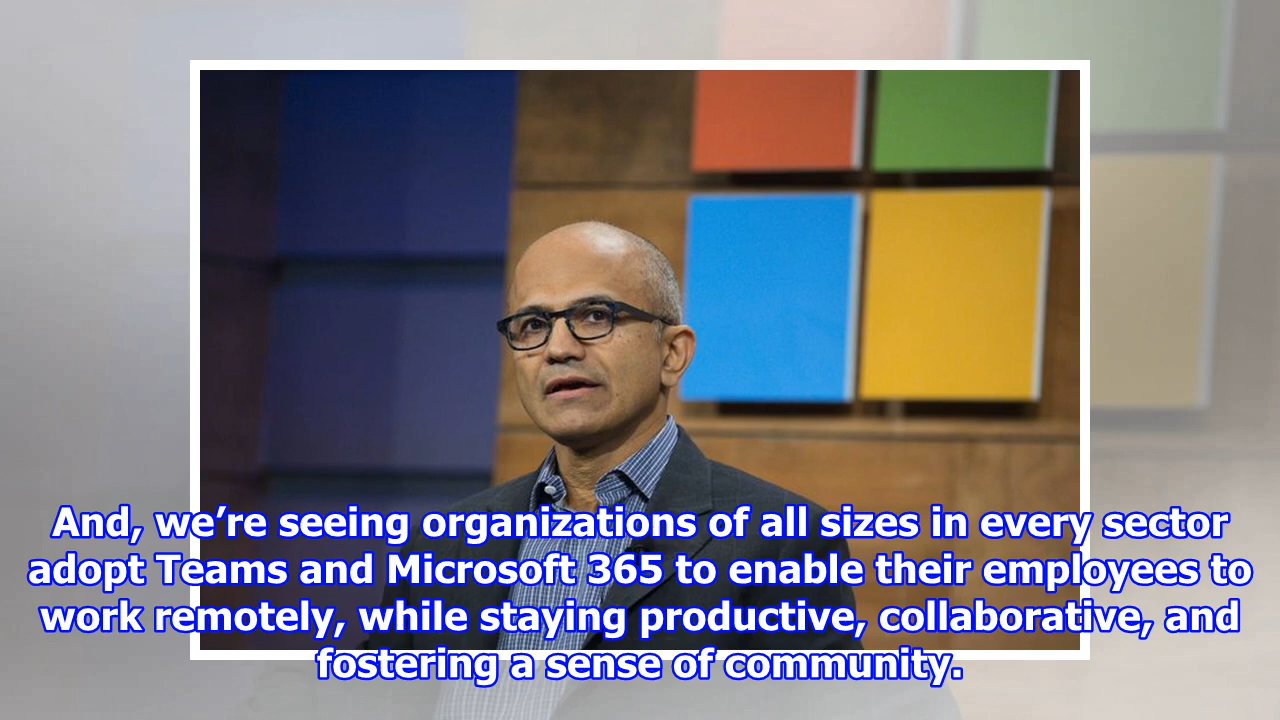 And, we’re seeing organizations of all sizes in every sector
adopt Teams and Microsoft 365 to enable their employees to
work remotely, while staying productive, collaborative, and
fostering a sense of community.